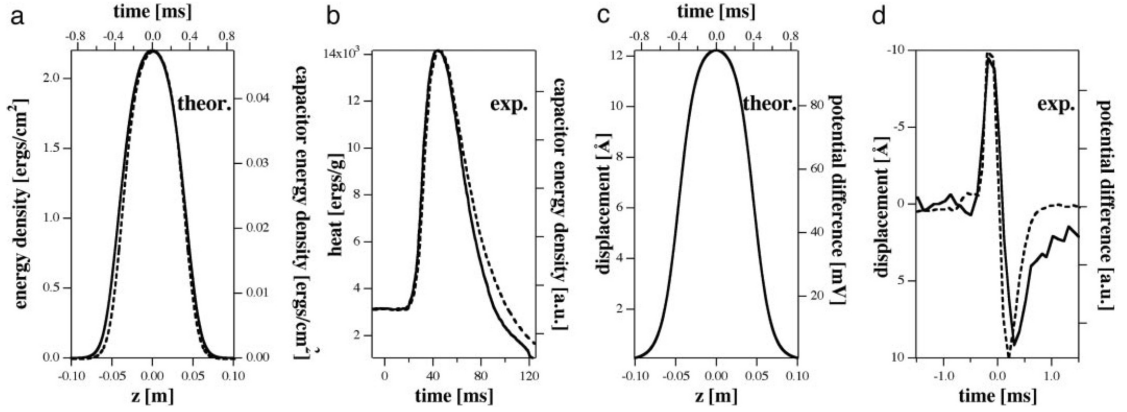 a
time [ms]
-0.8
-0.4
0.0
0.4
0.8
theor.
energy density [ergs/cm2]
2.0
1.5
1.0
0.5
0.0
0.04
0.03
0.02
0.01
0.00
capacitor energy density [ergs/cm2]
-0.10
-0.05
0.00
0.05
0.10
z [m]
b
14x10³
12
10
8
6
4
2
heat [ergs/g]
exp.
capacitor energy density [a.u.]
0
40
80
120
time [ms]
c
time [ms]
-0.8
-0.4
0.0
0.4
0.8
theor.
displacement [Å]
12
10
8
6
4
2
80
60
40
20
potential difference [mV]
-0.10
-0.05
0.00
0.05
0.10
z [m]
d
-10
-5
0
5
10
displacement [Å]
exp.
potential difference [a.u.]
-1.0
0.0
1.0
time [ms]